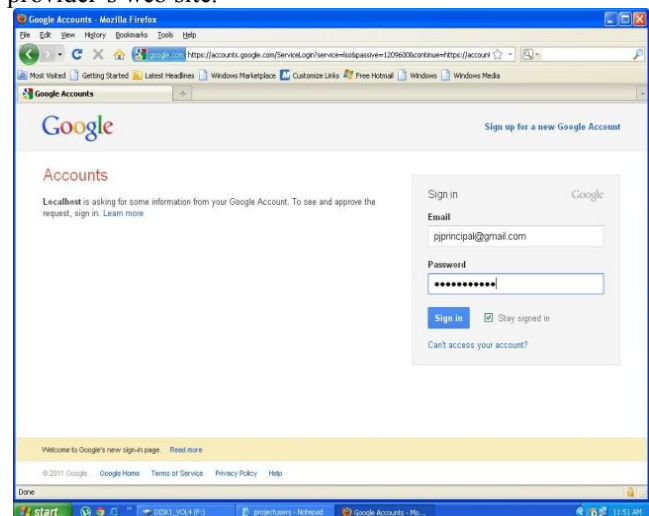 provider's web site.
Google Accounts - Mozilla Firefox
File Edit View History Bookmarks Tools Help
google.com https://accounts.google.com/ServiceLogin?service=lso&passive=1209600&continue=https://accoun
Most Visited Getting Started Latest Headlines Windows Marketplace Customize Links Free Hotmail Windows Windows Media
Google Accounts
Google
Sign up for a new Google Account
Accounts
Localhost is asking for some information from your Google Account. To see and approve the
request, sign in. Learn more
Sign in Google
Email
pjprincipal@gmail.com
Password
Sign in Stay signed in
Can't access your account?
Welcome to Google's new sign-in page. Read more
© 2011 Google Google Home Terms of Service Privacy Policy Help
Done
start DISK1_VOL4 (F:) projectusers - Notepad Google Accounts - Mo... 11:51 AM